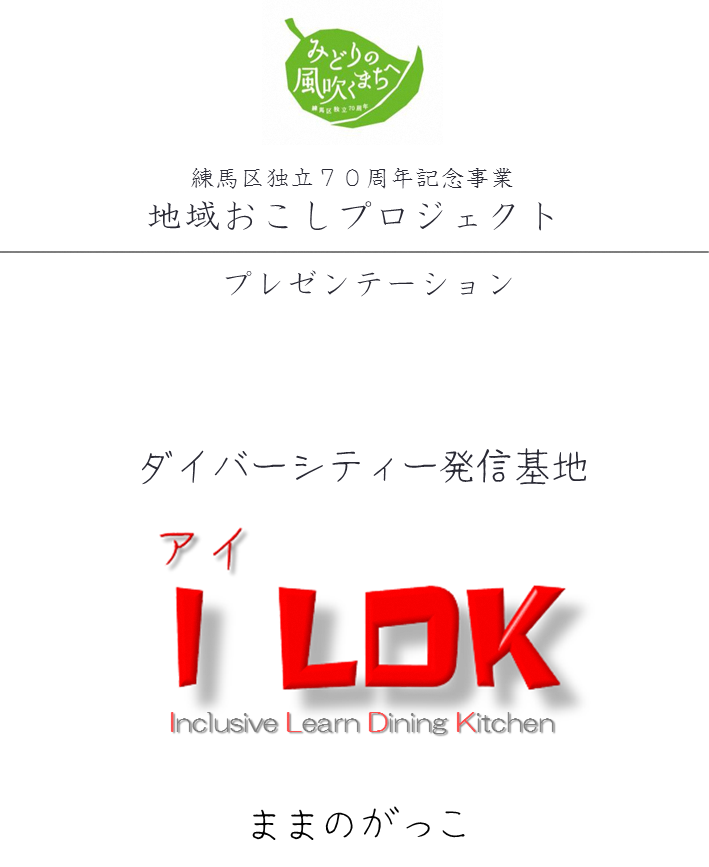 みどりの
風吹くまちへ
練馬区独立70周年
練馬区独立７０周年記念事業
地域おこしプロジェクト
プレゼンテーション
ダイバーシティー発信基地
アイ
I LDK
Inclusive Learn Dining Kitchen
ままのがっこ